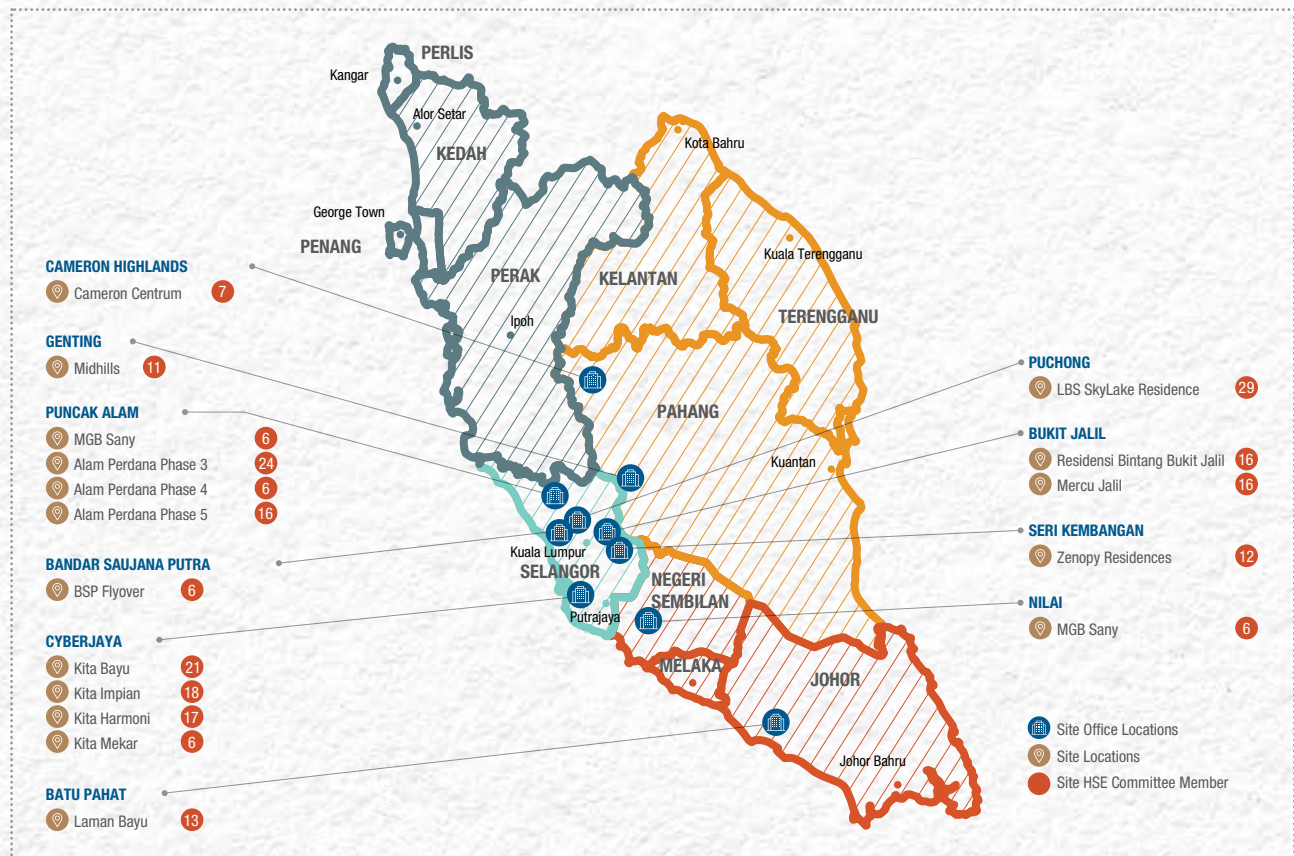 PERLIS
Kangar
Alor Setar
KEDAH
Kota Bahru
George Town
PENANG
Kuala Terengganu
PERAK
KELANTAN
TERENGGANU
Ipoh
PAHANG
Kuantan
Kuala Lumpur
SELANGOR
NEGERI
SEMBILAN
Putrajaya
MELAKA
JOHOR
Johor Bahru
CAMERON HIGHLANDS
Cameron Centrum 7
GENTING
Midhills 11
PUNCAK ALAM
MGB Sany 6
Alam Perdana Phase 3 24
Alam Perdana Phase 4 6
Alam Perdana Phase 5 16
BANDAR SAUJANA PUTRA
BSP Flyover 6
CYBERJAYA
Kita Bayu 21
Kita Impian 18
Kita Harmoni 17
Kita Mekar 6
BATU PAHAT
Laman Bayu 13
PUCHONG
LBS SkyLake Residence 29
BUKIT JALIL
Residensi Bintang Bukit Jalil 16
Mercu Jalil 16
SERI KEMBANGAN
Zenopy Residences 12
NILAI
MGB Sany 6
Site Office Locations
Site Locations
Site HSE Committee Member